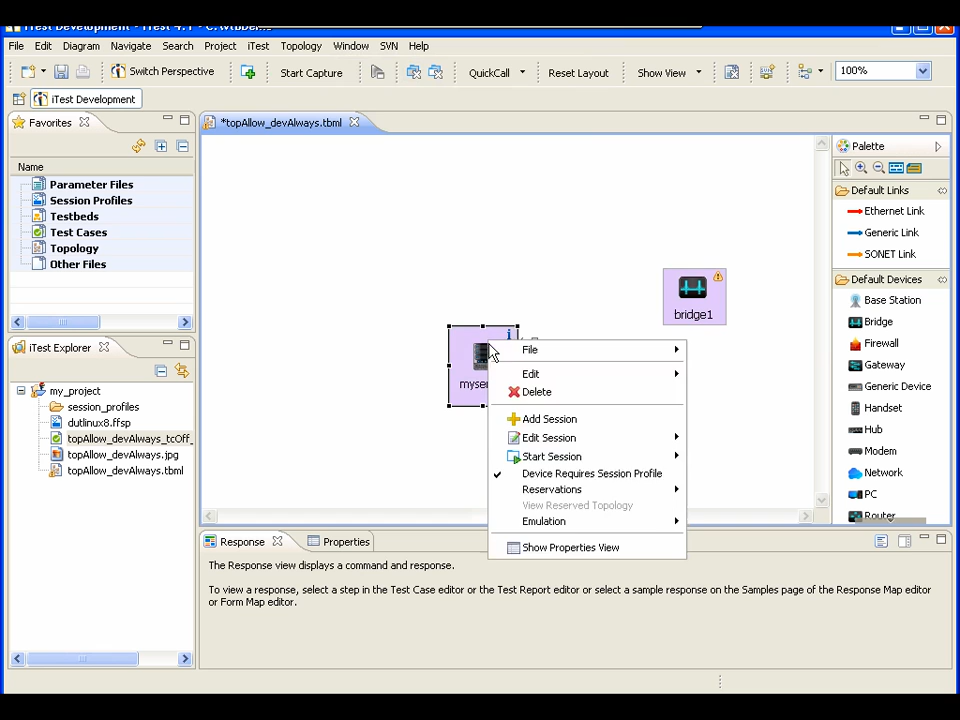 File Edit Diagram Navigate Search Project iTest Topology Window SVN Help
Switch Perspective Start Capture QuickCall Reset Layout Show View 100%
iTest Development
Favorites
Name
Parameter Files
Session Profiles
Testbeds
Test Cases
Topology
Other Files
iTest Explorer
my_project
session_profiles
dutlinux8.ffsp
topAllow_devAlways_tcOff_
topAllow_devAlways.jpg
topAllow_devAlways.tbml
*topAllow_devAlways.tbml
bridge1
File
Edit
Delete
Add Session
Edit Session
Start Session
Device Requires Session Profile
Reservations
View Reserved Topology
Emulation
Show Properties View
Palette
Default Links
Ethernet Link
Generic Link
SONET Link
Default Devices
Base Station
Bridge
Firewall
Gateway
Generic Device
Handset
Hub
Modem
Network
PC
Router
Response Properties
The Response view displays a command and response.
To view a response, select a step in the Test Case editor or the Test Report editor or select a sample response on the Samples page of the Response Map editor
or Form Map editor.